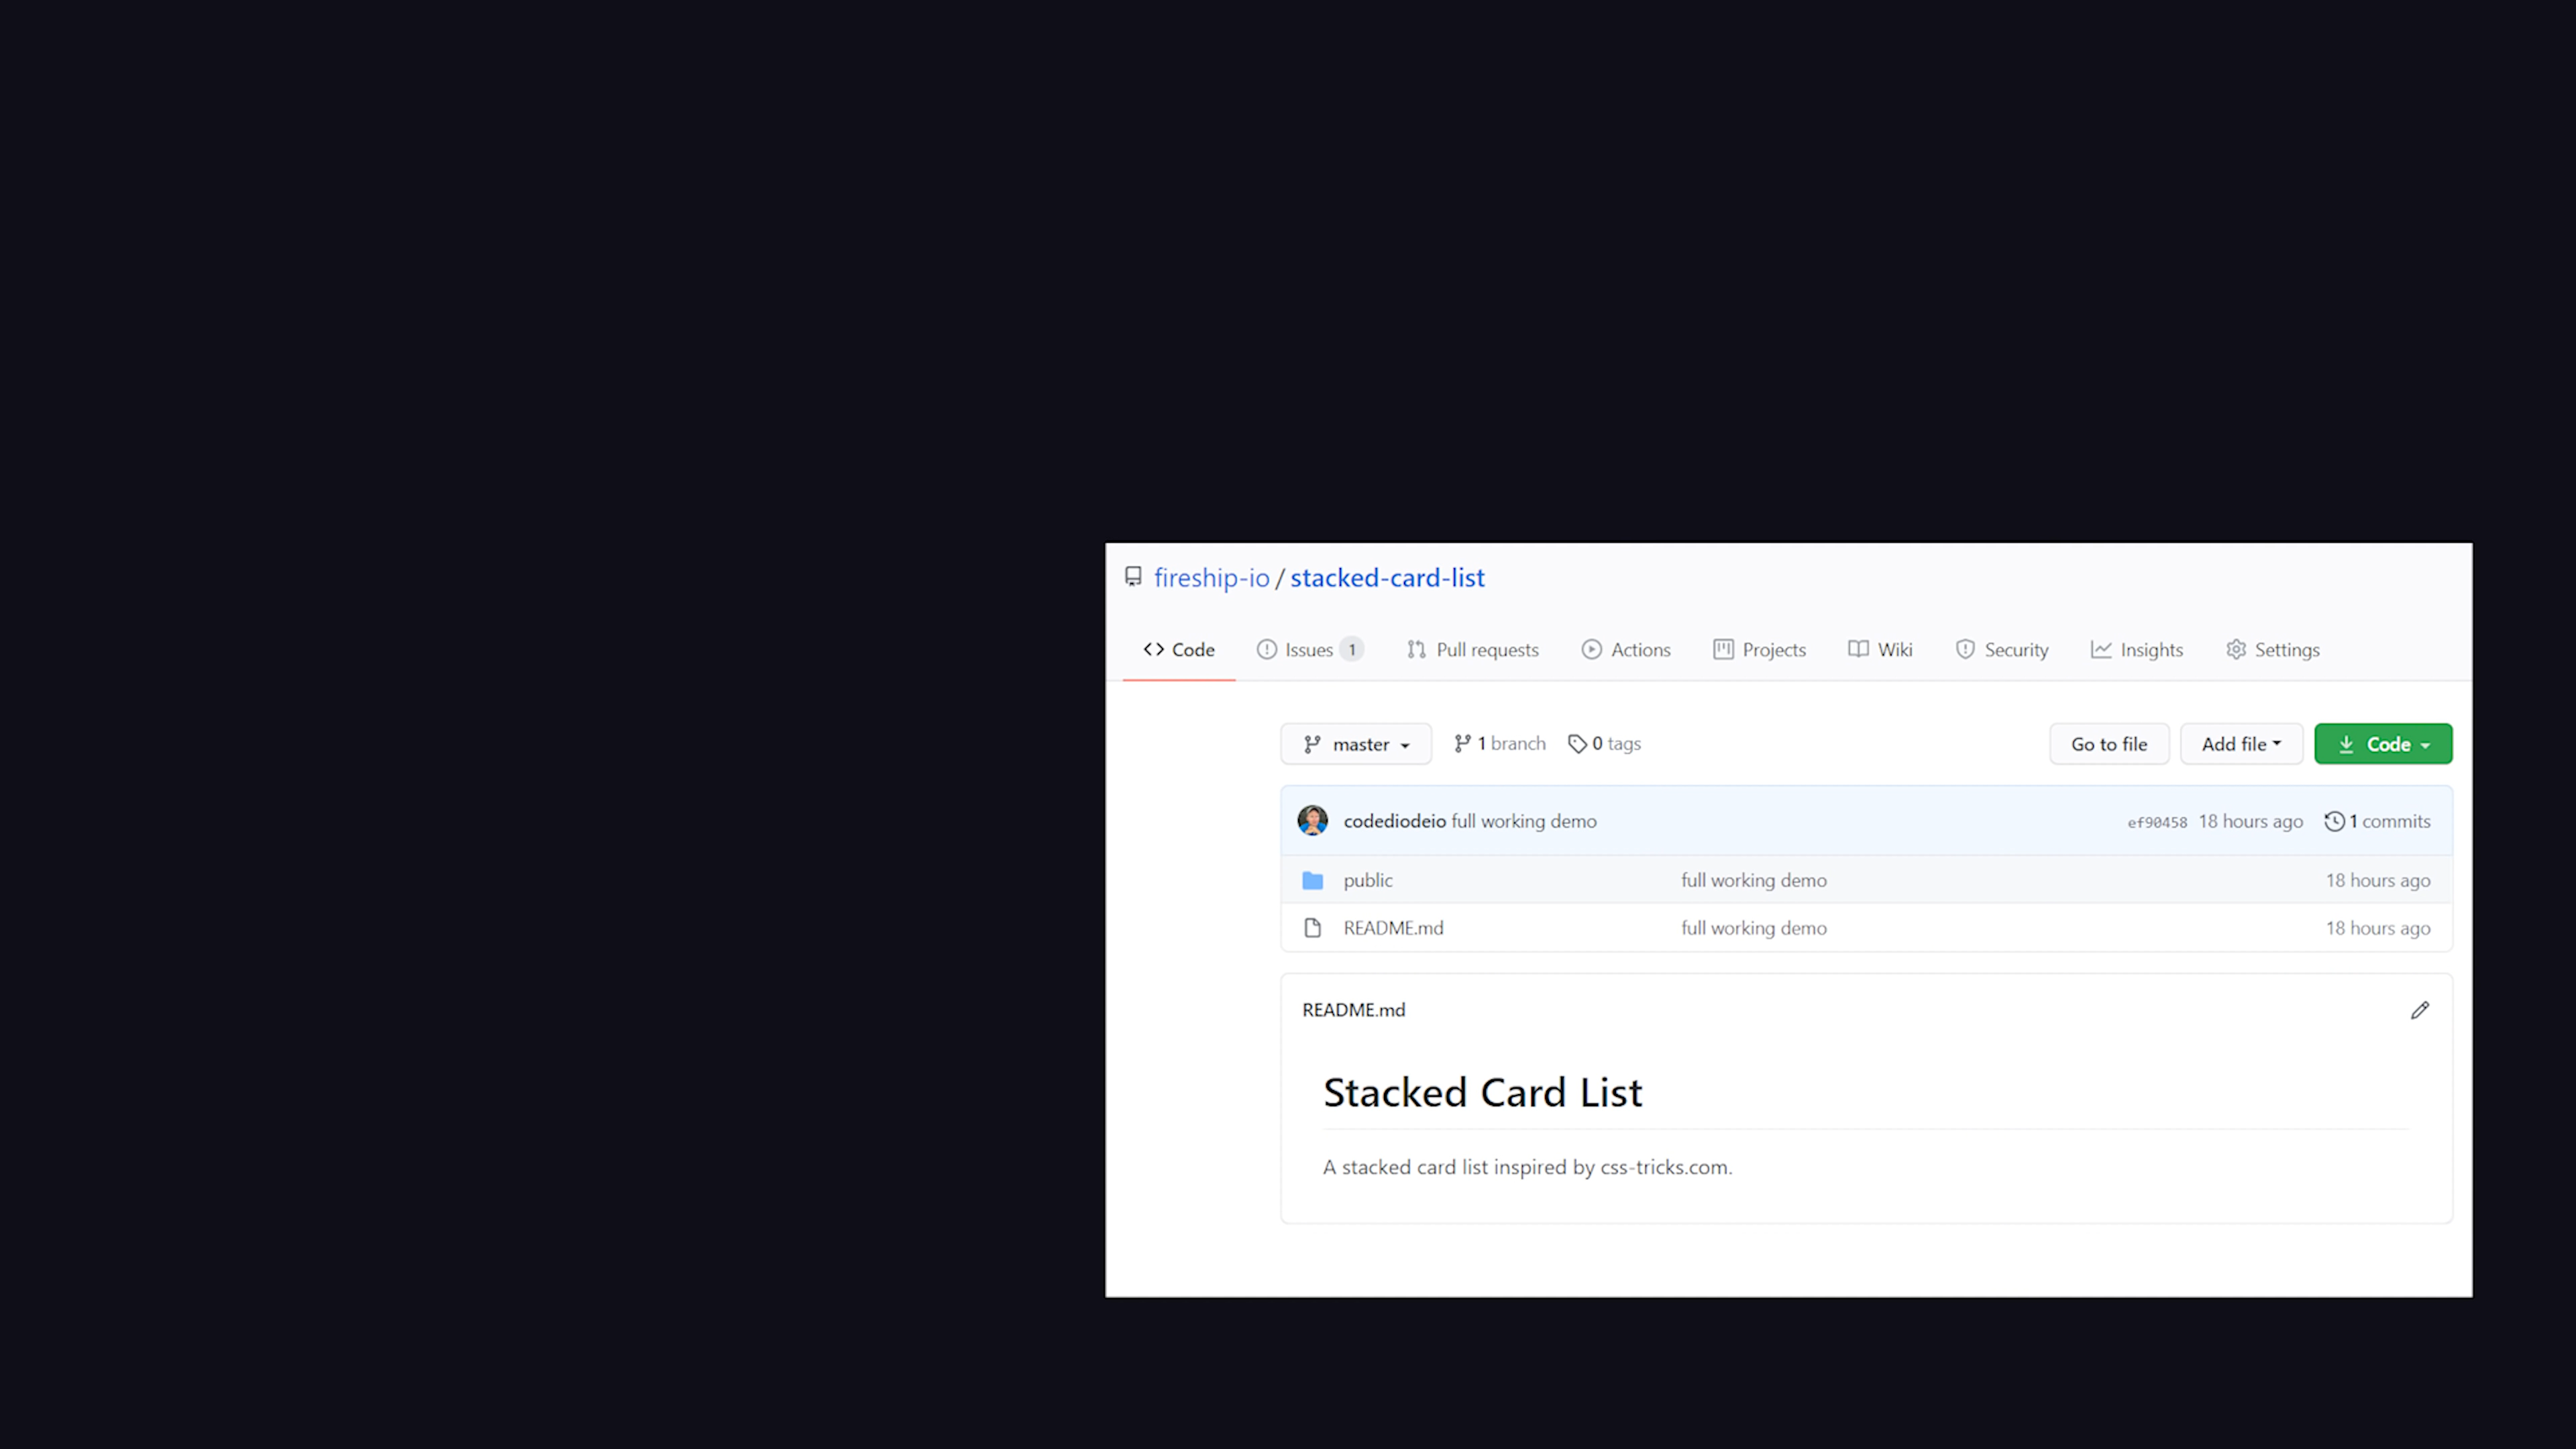 fireship-io / stacked-card-list
Code Issues 1 Pull requests Actions Projects Wiki Security Insights Settings
master 1 branch 0 tags Go to file Add file Code
codediodeio full working demo ef90458 18 hours ago 1 commits
public full working demo 18 hours ago
README.md full working demo 18 hours ago
README.md
Stacked Card List
A stacked card list inspired by css-tricks.com.